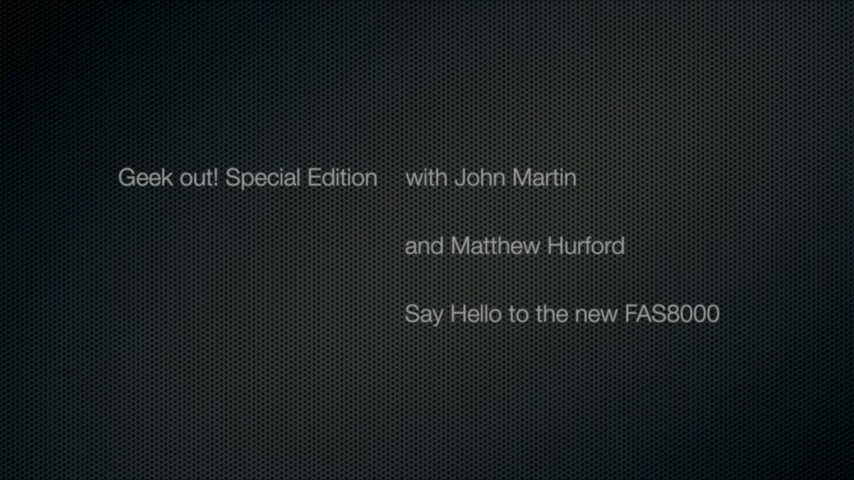 Geek out! Special Edition with John Martin
and Matthew Hurford
Say Hello to the new FAS8000